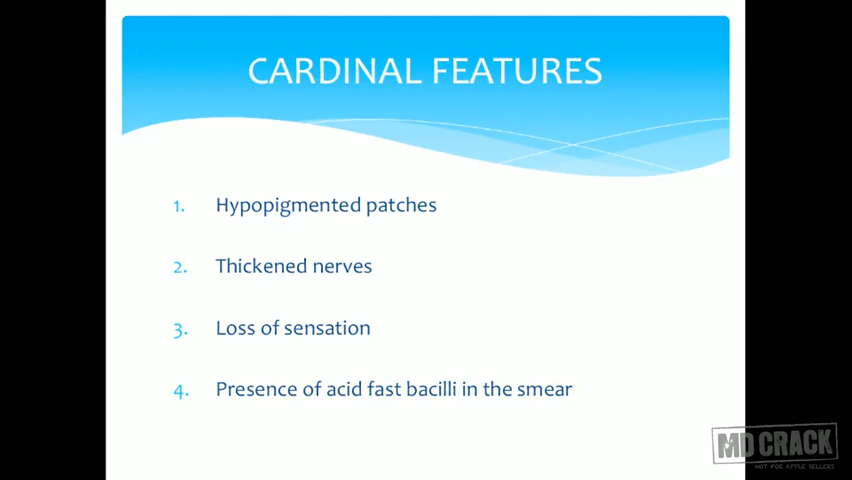 CARDINAL FEATURES
1. Hypopigmented patches
2. Thickened nerves
3. Loss of sensation
4. Presence of acid fast bacilli in the smear
MD CRACK
NOT FOR APPLE SELLERS